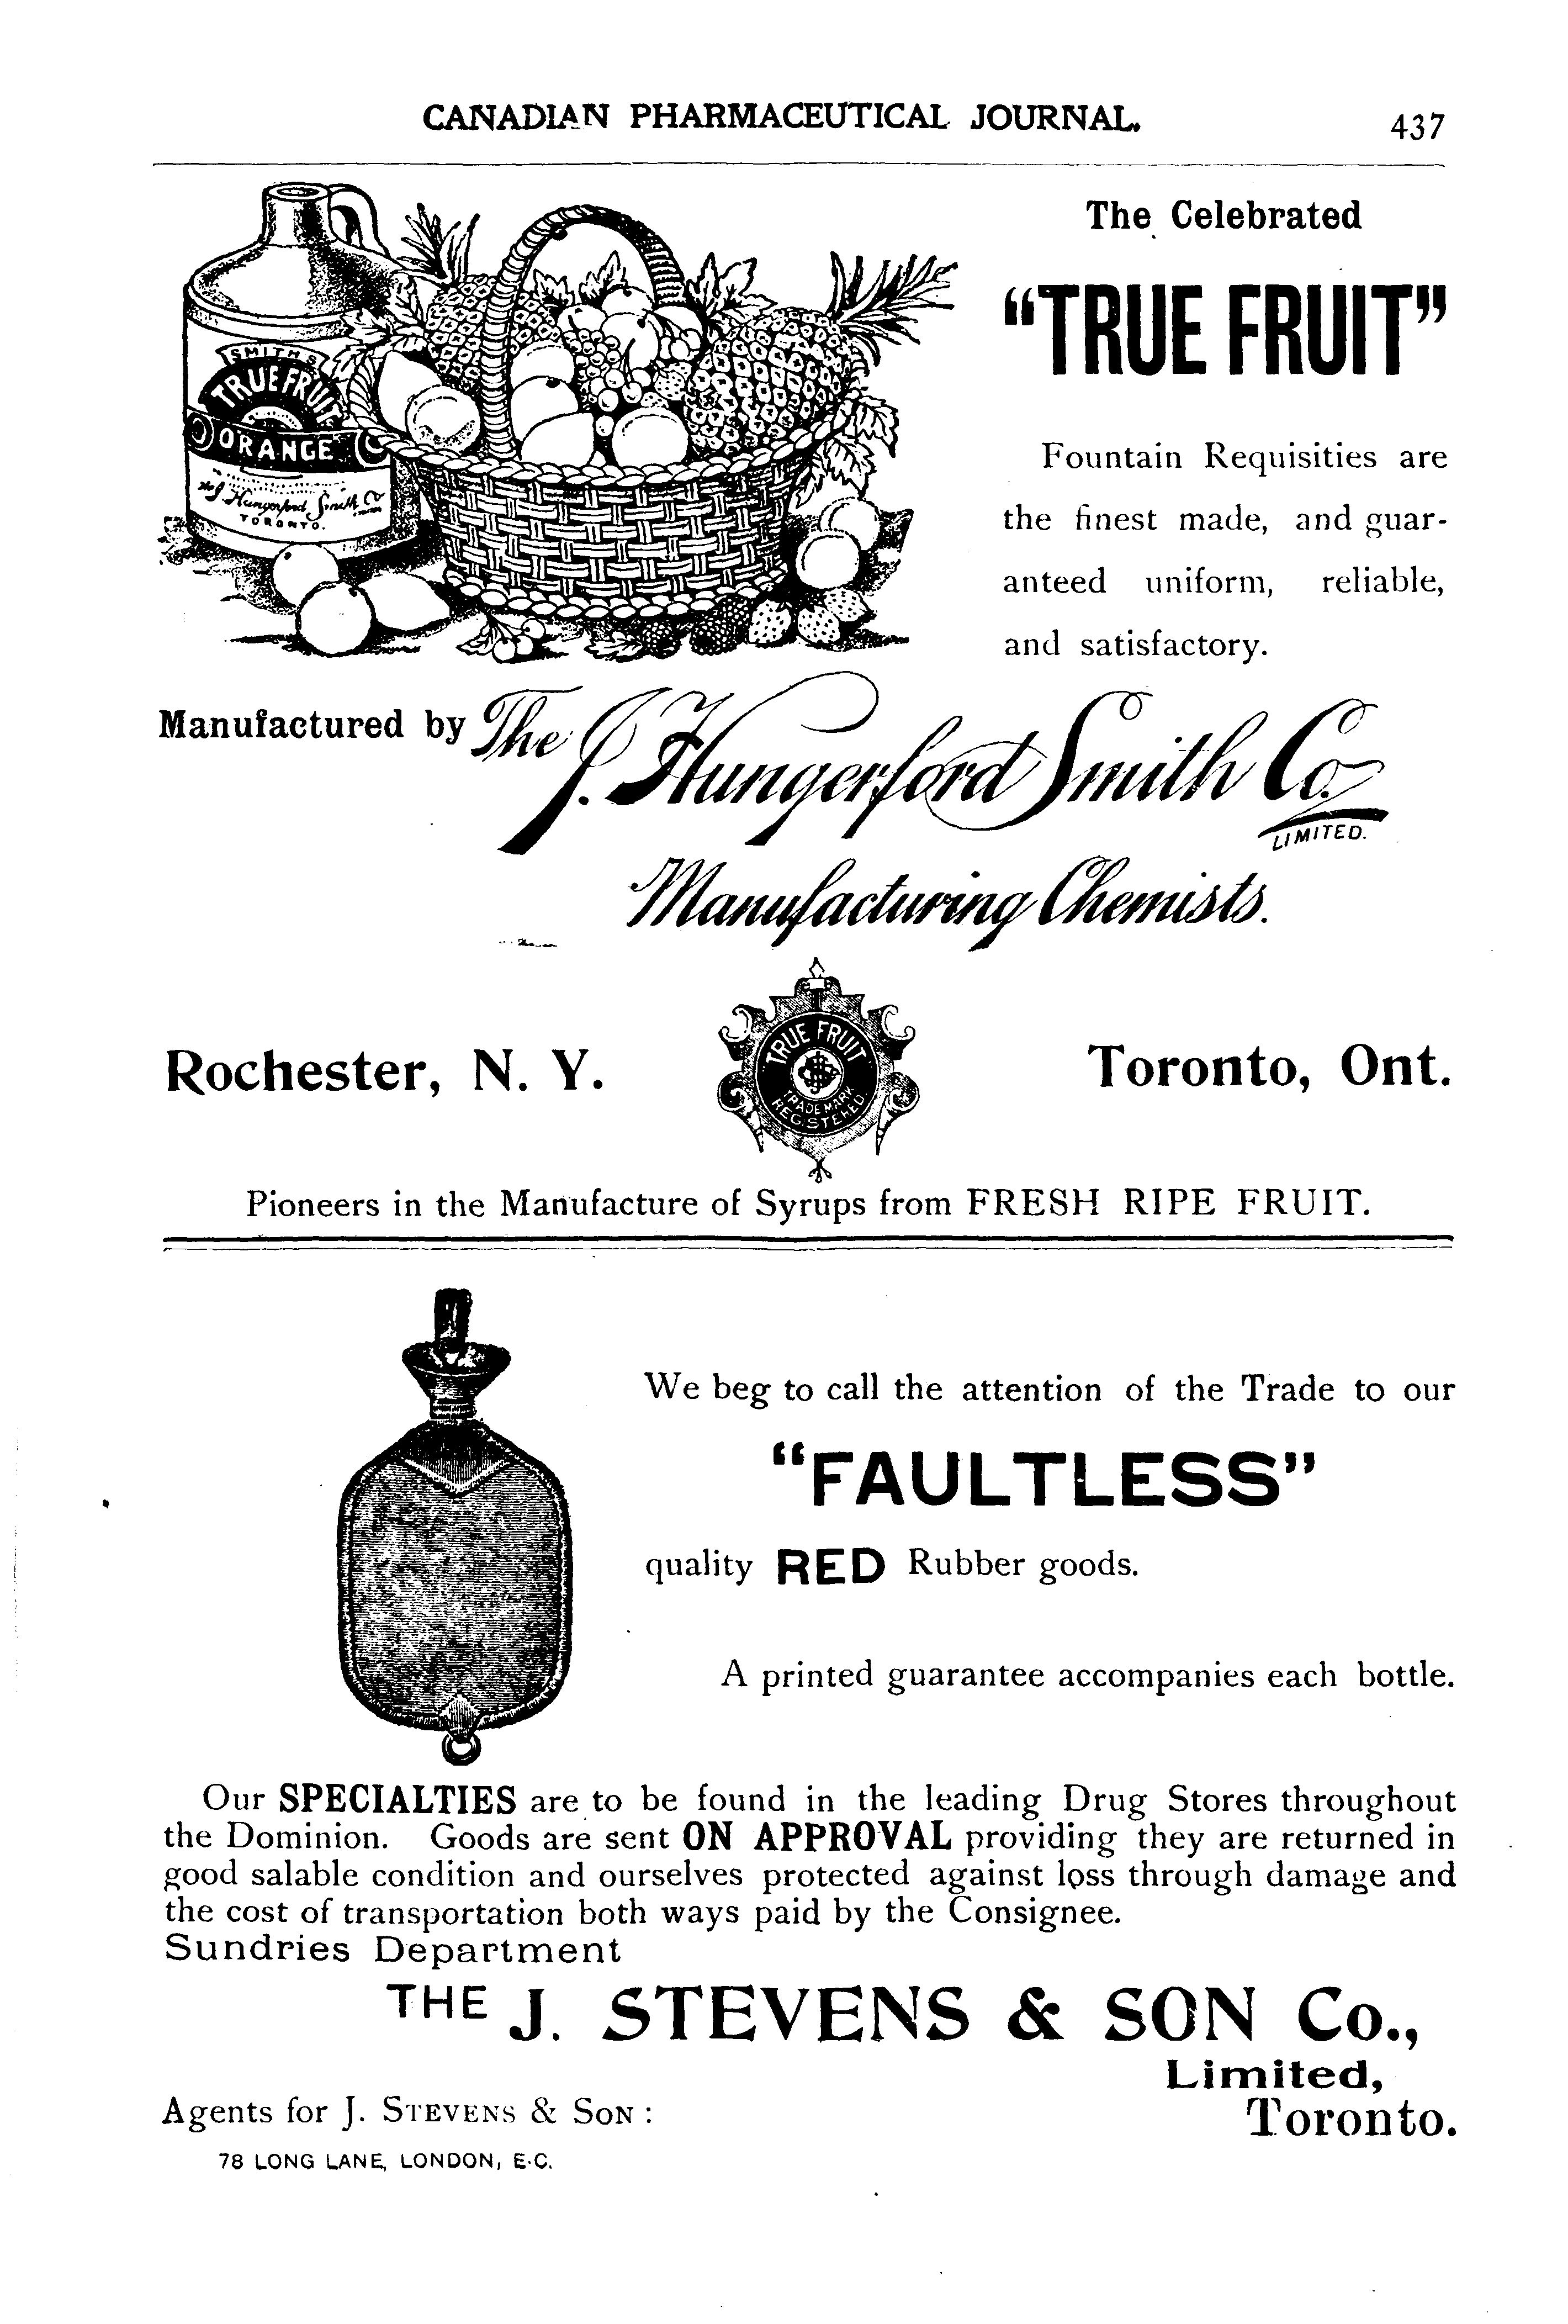 CANADIAN PHARMACEUTICAL JOURNAL.
437
The Celebrated
"TRUE FRUIT"
Fountain Requisities are
the finest made, and guar-
anteed uniform, reliable,
and satisfactory.
SMITH'S
TRUE FRUIT
ORANGE
The J. Hungerford Smith Co
TORONTO.
Manufactured by The J. Hungerford Smith Co.
LIMITED.
Manufacturing Chemists.
Rochester, N. Y.
TRUE FRUIT
TRADE MARK
REGISTERED
Toronto, Ont.
Pioneers in the Manufacture of Syrups from FRESH RIPE FRUIT.
We beg to call the attention of the Trade to our
"FAULTLESS"
quality RED Rubber goods.
A printed guarantee accompanies each bottle.
Our SPECIALTIES are to be found in the leading Drug Stores throughout
the Dominion. Goods are sent ON APPROVAL providing they are returned in
good salable condition and ourselves protected against loss through damage and
the cost of transportation both ways paid by the Consignee.
Sundries Department
THE J. STEVENS & SON Co.,
Limited,
Toronto.
Agents for J. STEVENS & SON :
78 LONG LANE, LONDON, E.C.